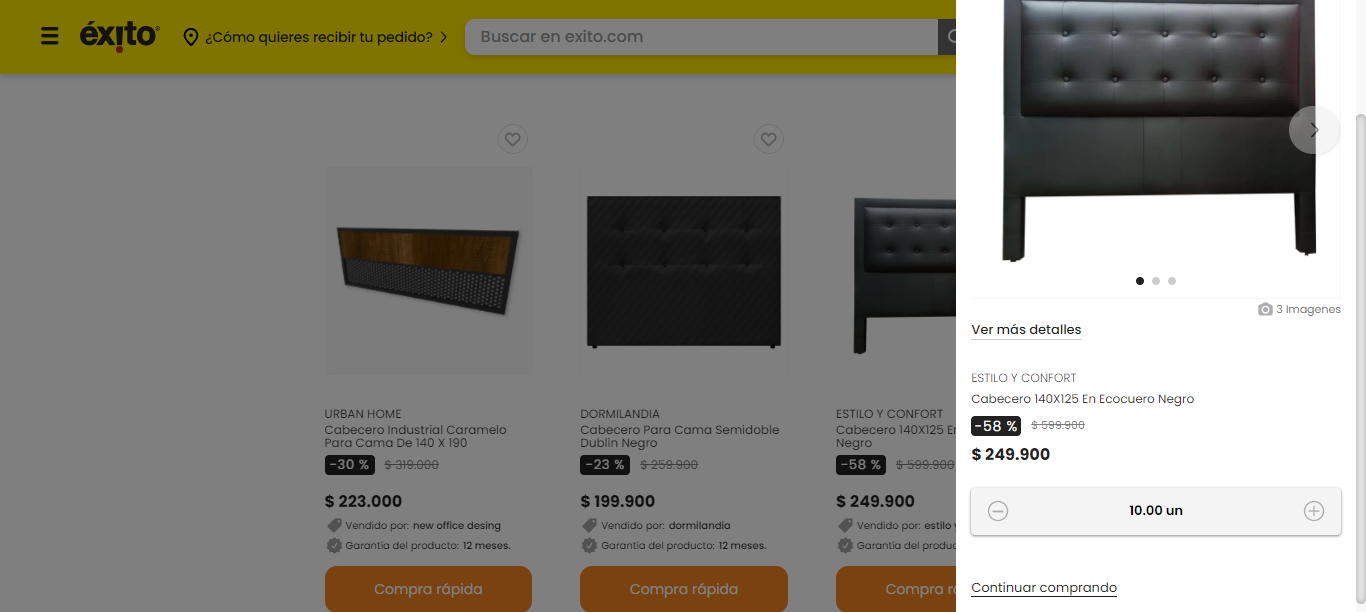 éxito
¿Cómo quieres recibir tu pedido?
Buscar en exito.com
URBAN HOME
Cabecero Industrial Caramelo
Para Cama De 140 X 190
-30 % $ 319.000
$ 223.000
Vendido por: new office desing
Garantía del producto: 12 meses.
Compra rápida
DORMILANDIA
Cabecero Para Cama Semidoble
Dublin Negro
-23 % $ 259.900
$ 199.900
Vendido por: dormilandia
Garantía del producto: 12 meses.
Compra rápida
ESTILO Y CONFORT
Cabecero 140X125 E
Negro
-58 % $ 599.900
$ 249.900
Vendido por: estilo
Garantía del produc
Compra rá
3 Imagenes
Ver más detalles
ESTILO Y CONFORT
Cabecero 140X125 En Ecocuero Negro
-58 % $ 599.900
$ 249.900
10.00 un
Continuar comprando